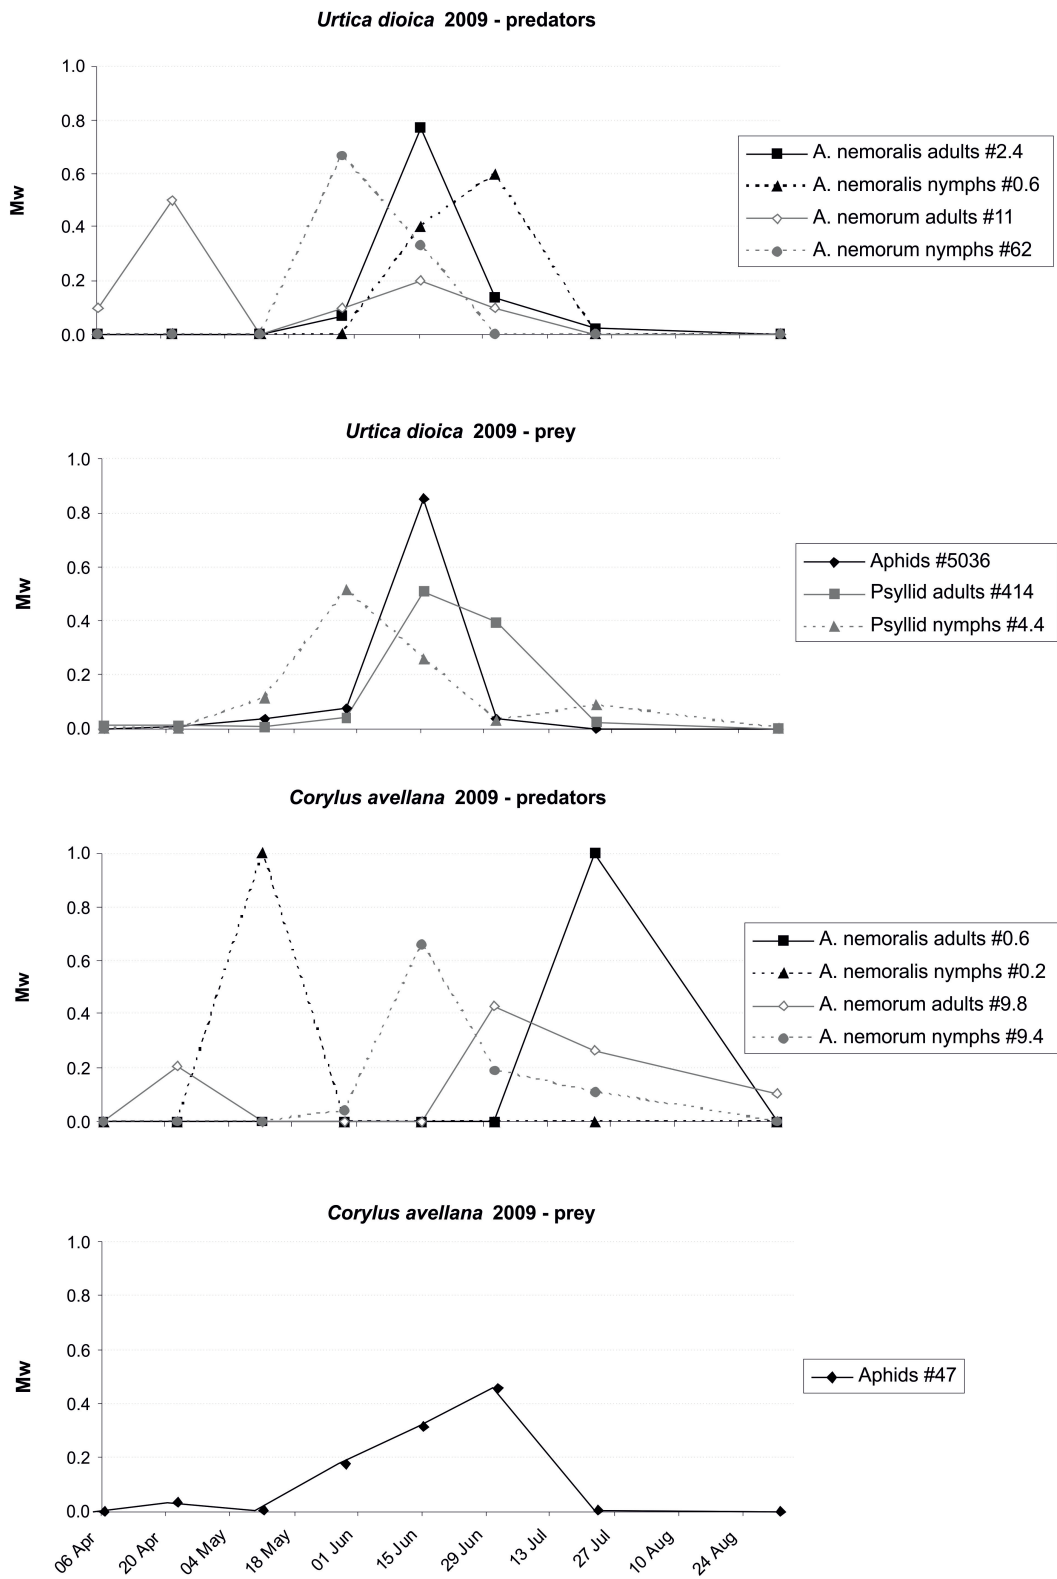 Urtica dioica 2009 - predators
1.0
0.8
0.6
0.4
0.2
0.0
Mw
A. nemoralis adults #2.4
A. nemoralis nymphs #0.6
A. nemorum adults #11
A. nemorum nymphs #62
Urtica dioica 2009 - prey
1.0
0.8
0.6
0.4
0.2
0.0
Mw
Aphids #5036
Psyllid adults #414
Psyllid nymphs #4.4
Corylus avellana 2009 - predators
1.0
0.8
0.6
0.4
0.2
0.0
Mw
A. nemoralis adults #0.6
A. nemoralis nymphs #0.2
A. nemorum adults #9.8
A. nemorum nymphs #9.4
Corylus avellana 2009 - prey
1.0
0.8
0.6
0.4
0.2
0.0
Mw
Aphids #47
06 Apr
20 Apr
04 May
18 May
01 Jun
15 Jun
29 Jun
13 Jul
27 Jul
10 Aug
24 Aug